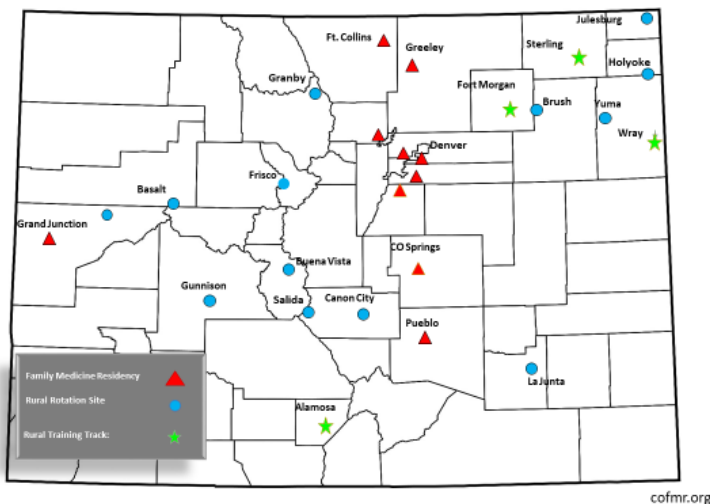 Julesburg
Ft. Collins
Greeley
Sterling
Holyoke
Granby
Fort Morgan
Brush
Yuma
Wray
Denver
Frisco
Basalt
Grand Junction
CO Springs
Buena Vista
Gunnison
Salida
Canon City
Pueblo
La Junta
Alamosa
Family Medicine Residency
Rural Rotation Site
Rural Training Track:
cofmr.org